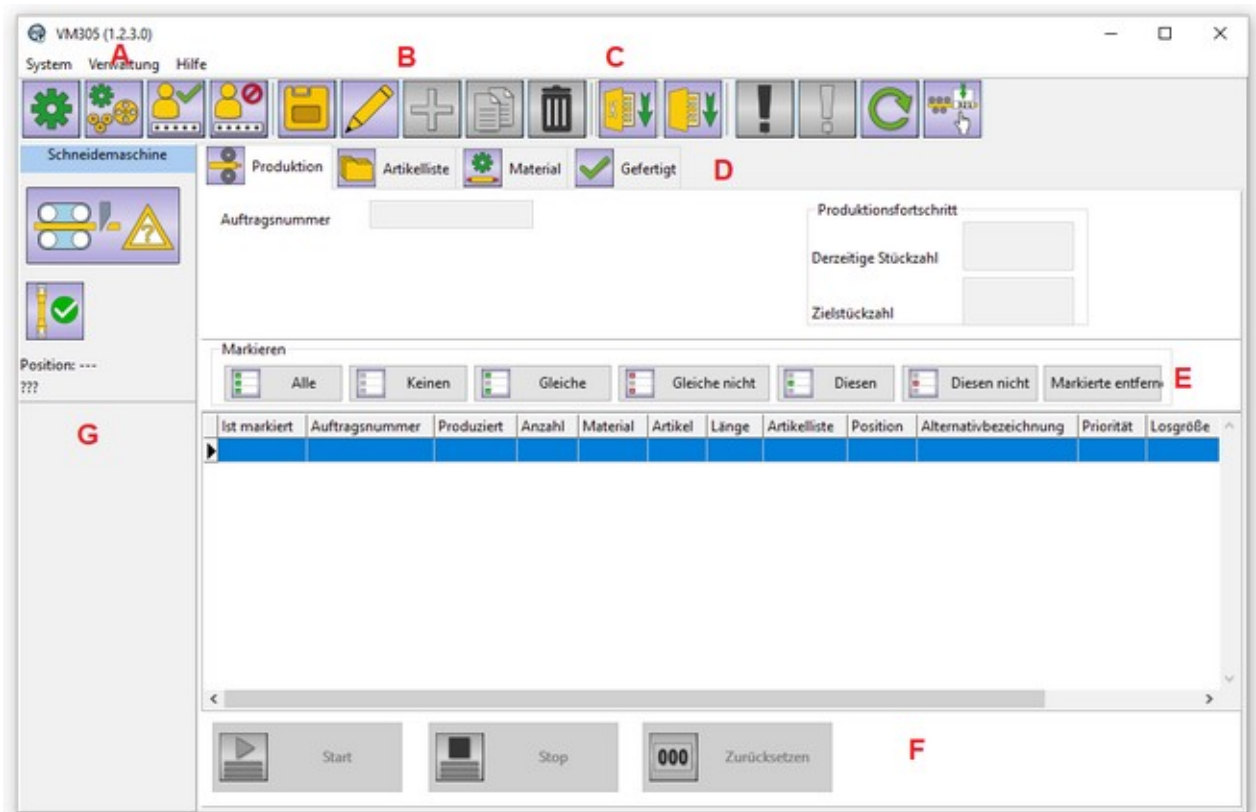 VM305 (1.2.3.0)
System Verwaltung Hilfe
A
B
C
Schneidemaschine
Produktion Artikelliste Material Gefertigt
D
Auftragsnummer
Produktionsfortschritt
Derzeitige Stückzahl
Zielstückzahl
Position: ---
???
G
Markieren
Alle Keinen Gleiche Gleiche nicht Diesen Diesen nicht Markierte entferne
E
Ist markiert Auftragsnummer Produziert Anzahl Material Artikel Länge Artikelliste Position Alternativbezeichnung Priorität Losgröße
Start Stop 000 Zurücksetzen
F